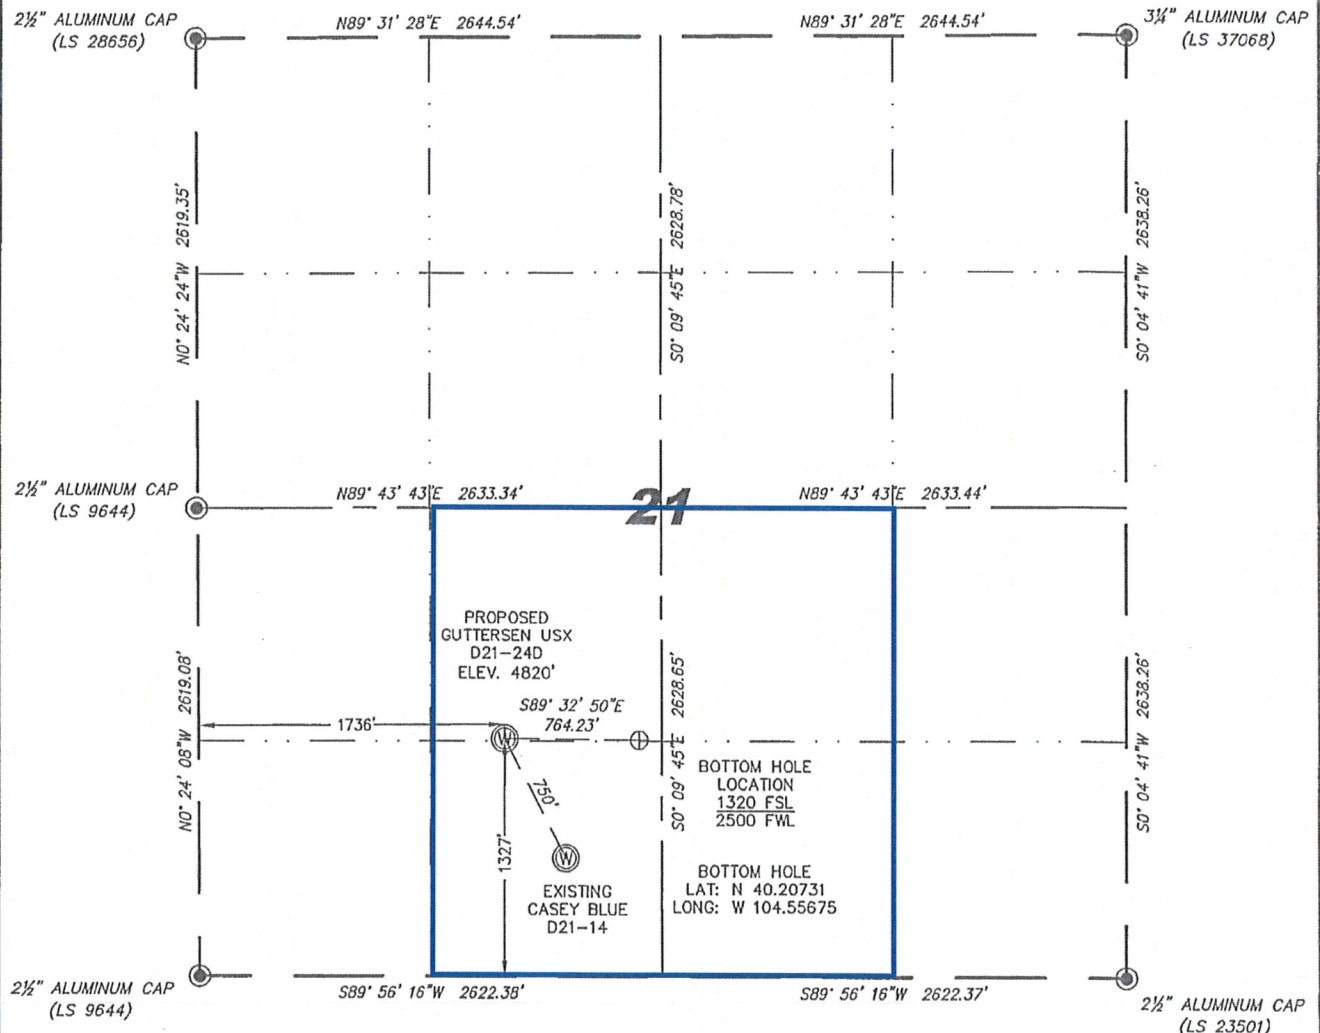 2½" ALUMINUM CAP
(LS 28656)
N89° 31' 28"E 2644.54'
N89° 31' 28"E 2644.54'
3¼" ALUMINUM CAP
(LS 37068)
N0° 24' 24"W 2619.35'
S0° 09' 45"E 2628.78'
S0° 04' 41"W 2638.26'
2½" ALUMINUM CAP
(LS 9644)
N89° 43' 43"E 2633.34'
21
N89° 43' 43"E 2633.44'
PROPOSED
GUTTERSEN USX
D21-24D
ELEV. 4820'
N0° 24' 08"W 2619.08'
S0° 09' 45"E 2628.65'
S0° 04' 41"W 2638.26'
S89° 32' 50"E
764.23'
1736'
W
750'
1327'
W
EXISTING
CASEY BLUE
D21-14
BOTTOM HOLE
LOCATION
1320 FSL
2500 FWL
BOTTOM HOLE
LAT: N 40.20731
LONG: W 104.55675
2½" ALUMINUM CAP
(LS 9644)
S89° 56' 16"W 2622.38'
S89° 56' 16"W 2622.37'
2½" ALUMINUM CAP
(LS 23501)